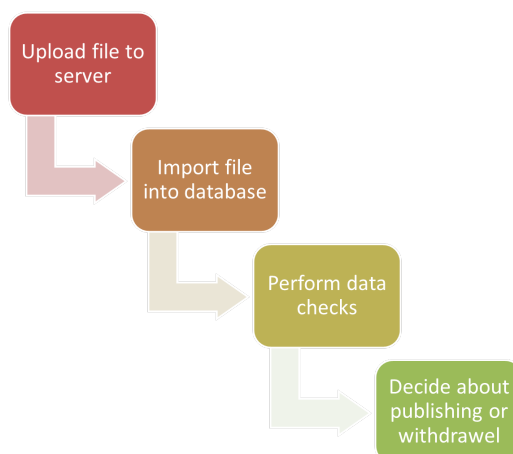 Upload file to
server
Import file
into database
Perform data
checks
Decide about
publishing or
withdrawel